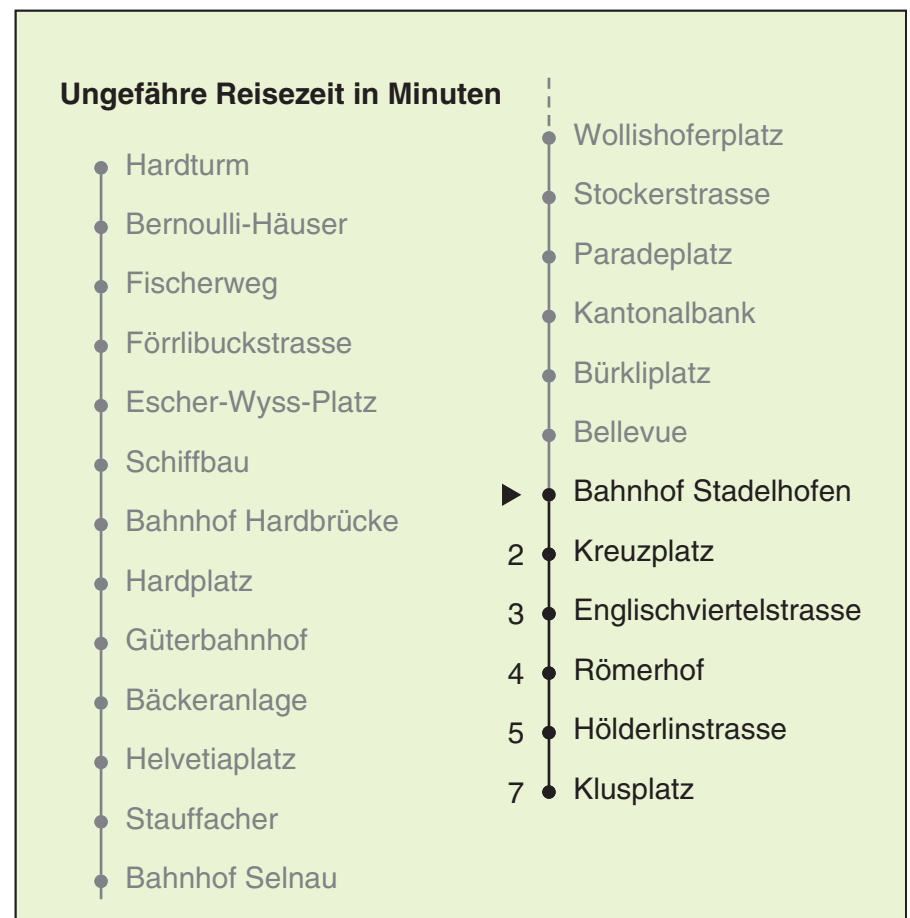 Ungefähre Reisezeit in Minuten
Hardturm
Bernoulli-Häuser
Fischerweg
Förrlibuckstrasse
Escher-Wyss-Platz
Schiffbau
Bahnhof Hardbrücke
Hardplatz
Güterbahnhof
Bäckeranlage
Helvetiaplatz
Stauffacher
Bahnhof Selnau
Wollishoferplatz
Stockerstrasse
Paradeplatz
Kantonalbank
Bürkliplatz
Bellevue
Bahnhof Stadelhofen
2 Kreuzplatz
3 Englischviertelstrasse
4 Römerhof
5 Hölderlinstrasse
7 Klusplatz